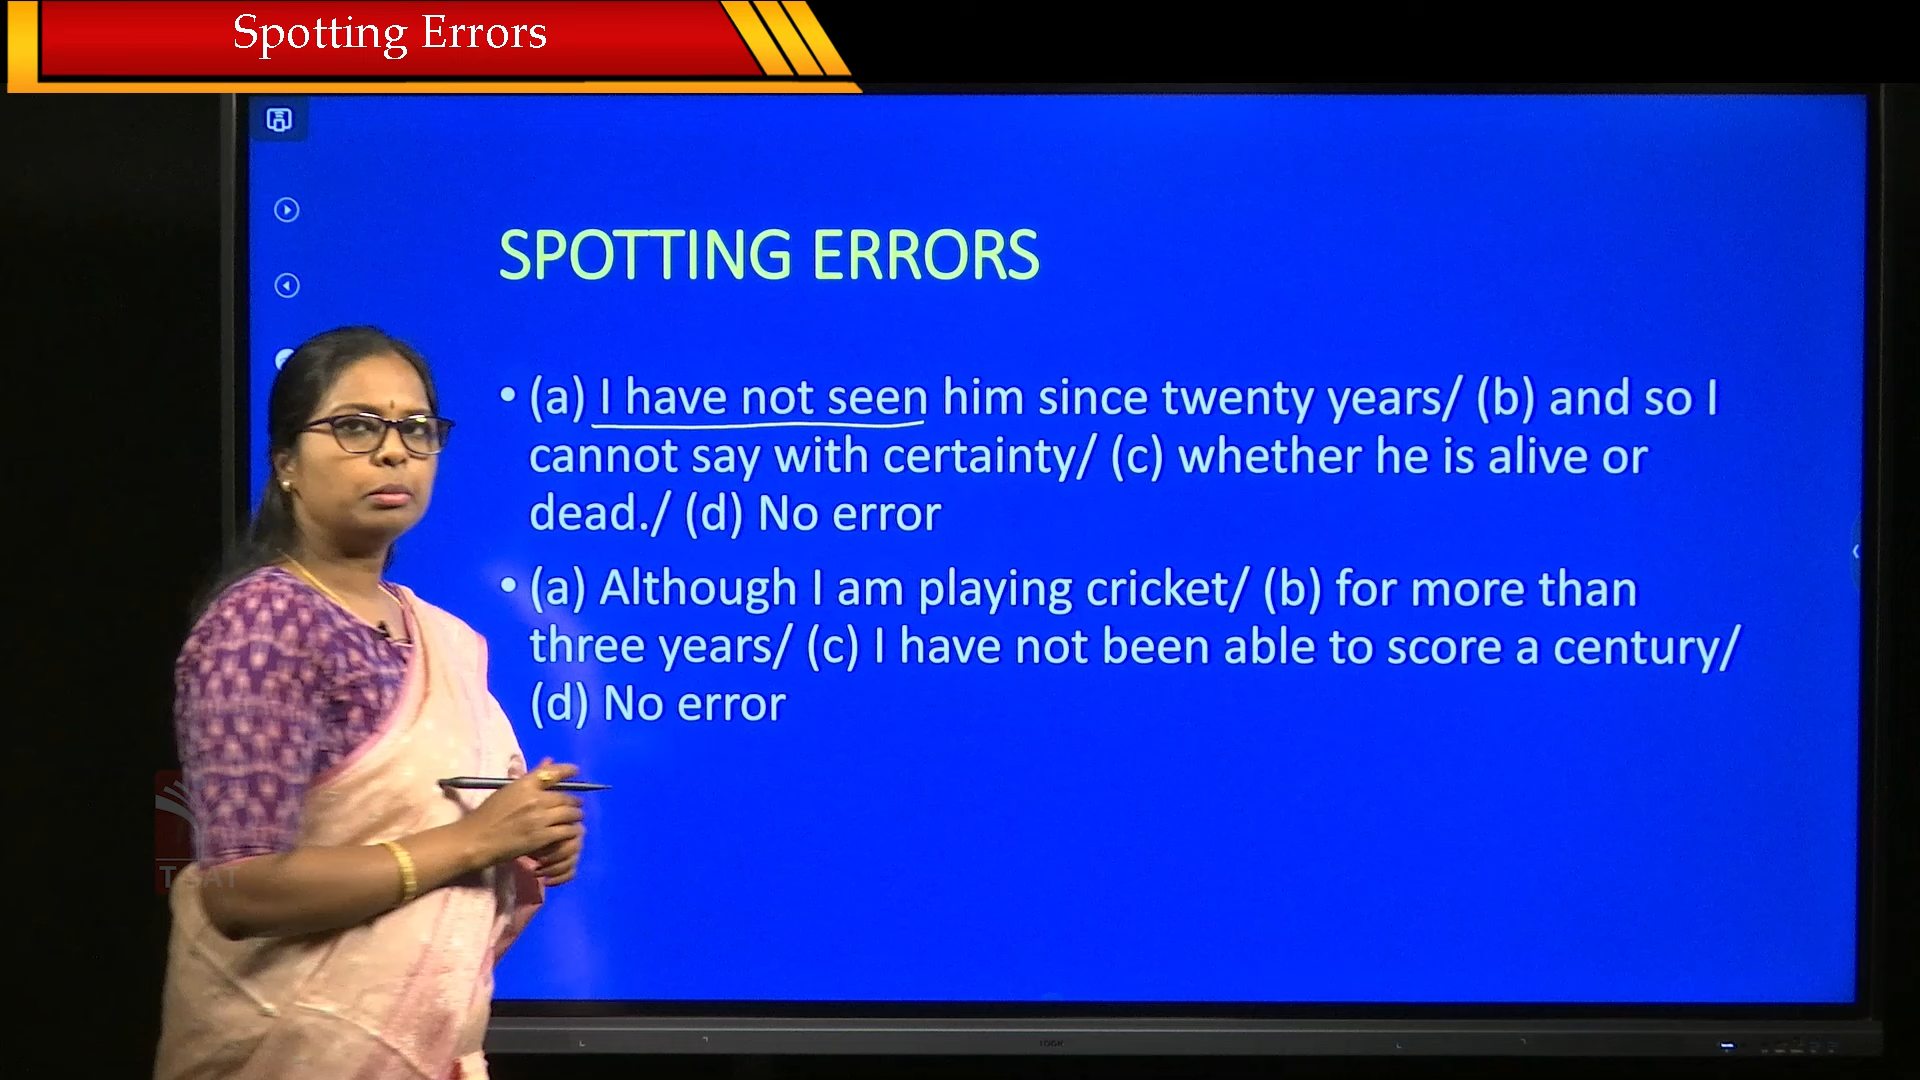 Spotting Errors
SPOTTING ERRORS
• (a) I have not seen him since twenty years/ (b) and so I
cannot say with certainty/ (c) whether he is alive or
dead./ (d) No error
• (a) Although I am playing cricket/ (b) for more than
three years/ (c) I have not been able to score a century/
(d) No error
T-SAT